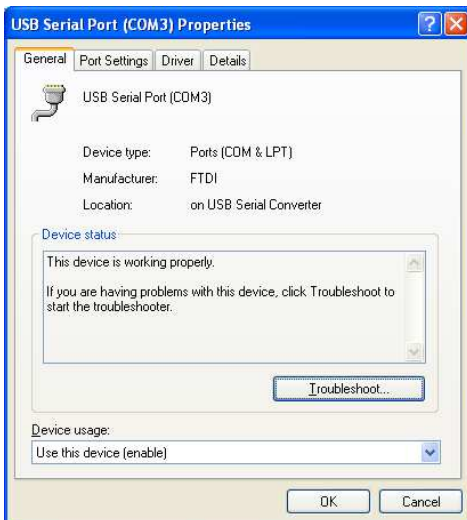 USB Serial Port (COM3) Properties
General Port Settings Driver Details
USB Serial Port (COM3)
Device type: Ports (COM & LPT)
Manufacturer: FTDI
Location: on USB Serial Converter
Device status
This device is working properly.
If you are having problems with this device, click Troubleshoot to
start the troubleshooter.
Troubleshoot...
Device usage:
Use this device (enable)
OK Cancel